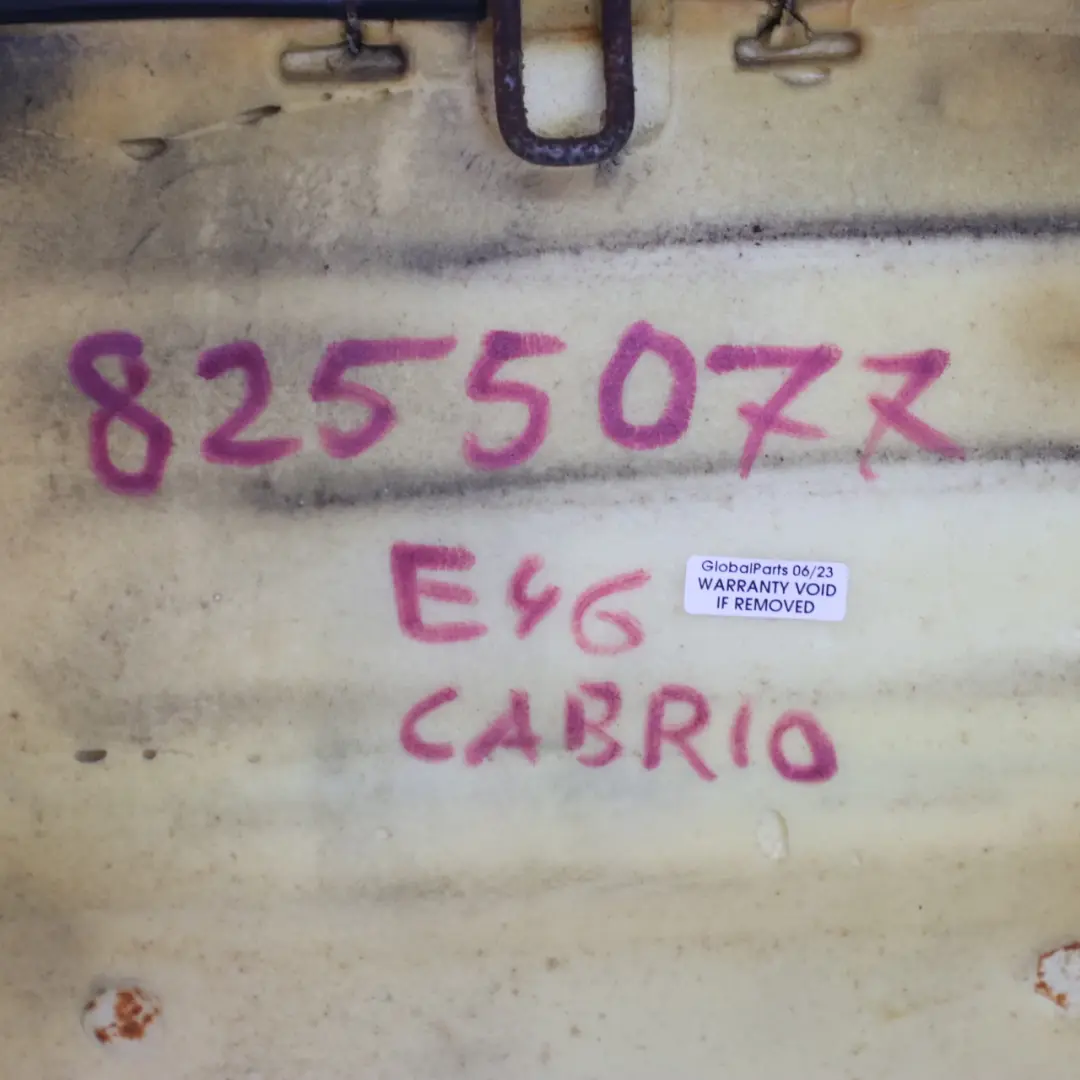 8255077
E46
GlobalParts 06/23
WARRANTY VOID
IF REMOVED
CABRIO